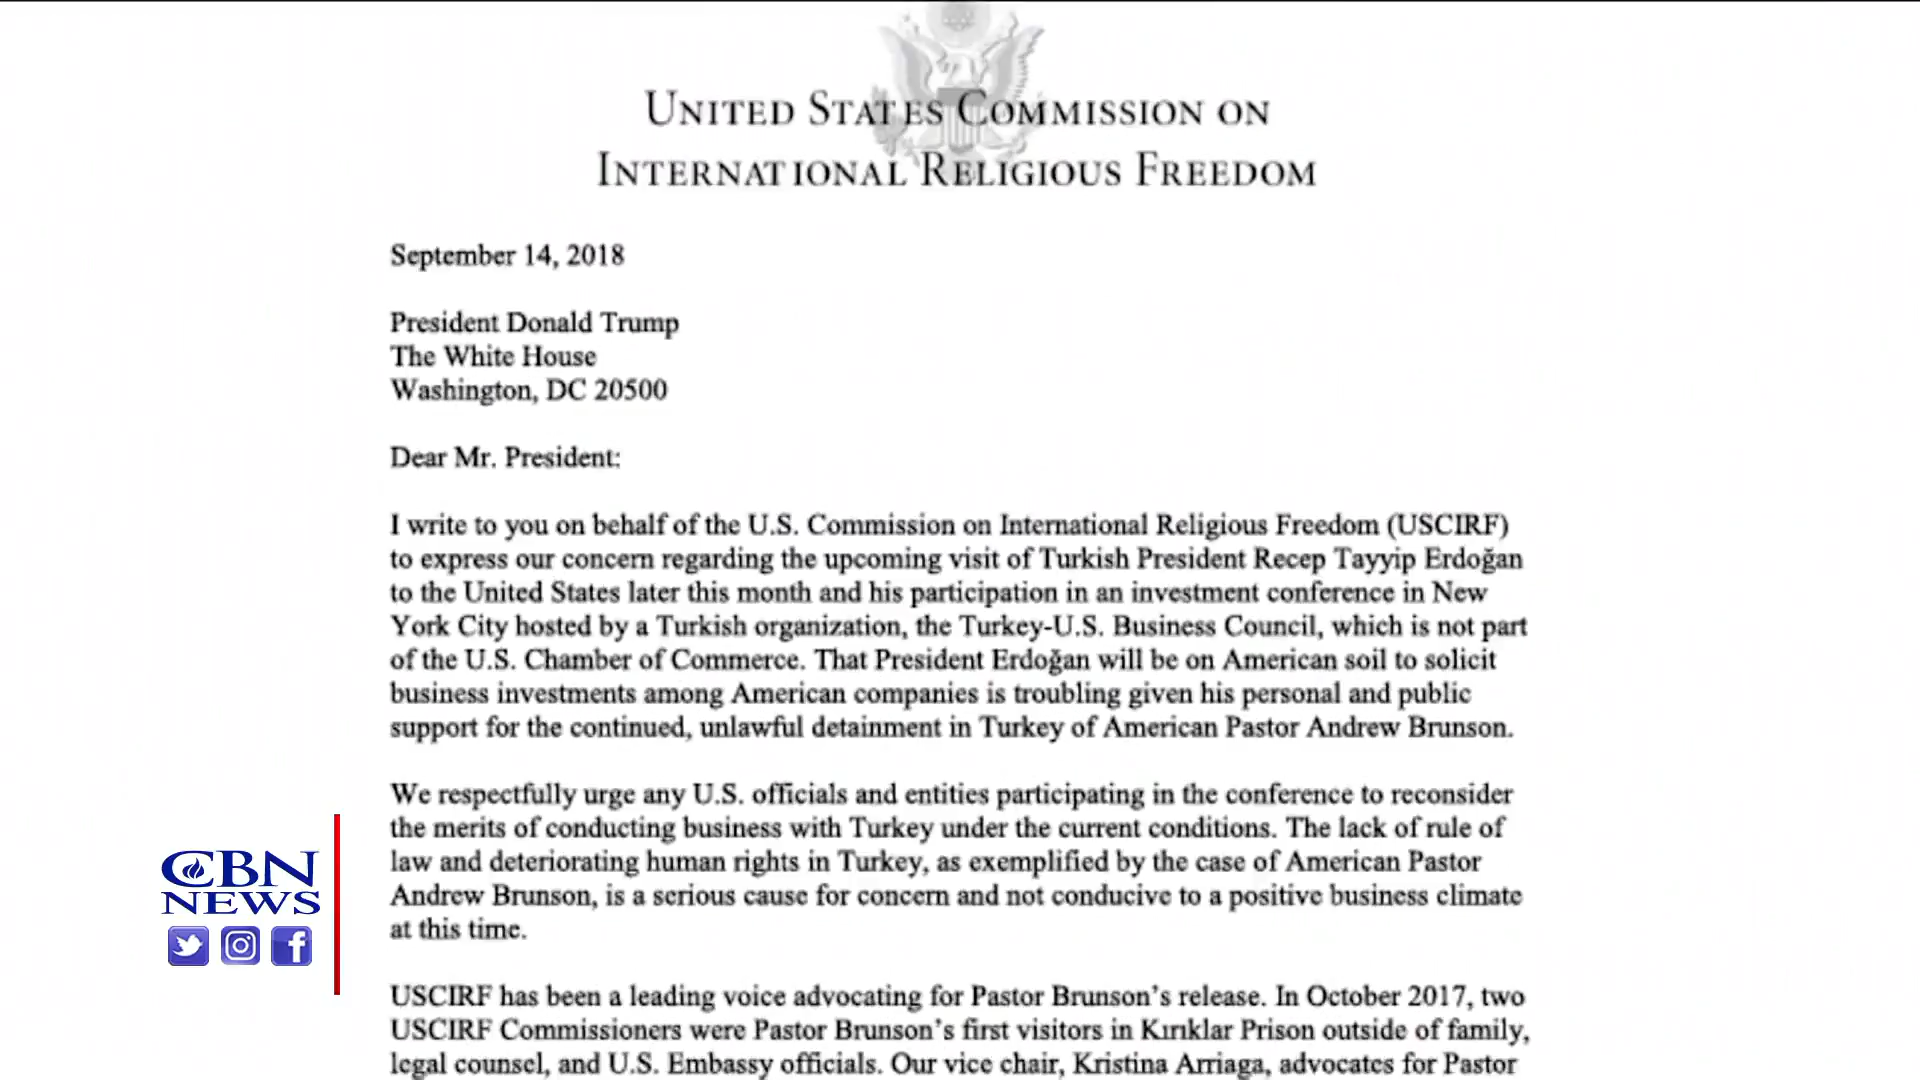 UNITED STATES COMMISSION ON
INTERNATIONAL RELIGIOUS FREEDOM
September 14, 2018
President Donald Trump
The White House
Washington, DC 20500
Dear Mr. President:
I write to you on behalf of the U.S. Commission on International Religious Freedom (USCIRF)
to express our concern regarding the upcoming visit of Turkish President Recep Tayyip Erdoğan
to the United States later this month and his participation in an investment conference in New
York City hosted by a Turkish organization, the Turkey-U.S. Business Council, which is not part
of the U.S. Chamber of Commerce. That President Erdoğan will be on American soil to solicit
business investments among American companies is troubling given his personal and public
support for the continued, unlawful detainment in Turkey of American Pastor Andrew Brunson.
We respectfully urge any U.S. officials and entities participating in the conference to reconsider
the merits of conducting business with Turkey under the current conditions. The lack of rule of
law and deteriorating human rights in Turkey, as exemplified by the case of American Pastor
Andrew Brunson, is a serious cause for concern and not conducive to a positive business climate
at this time.
USCIRF has been a leading voice advocating for Pastor Brunson's release. In October 2017, two
USCIRF Commissioners were Pastor Brunson's first visitors in Kırıklar Prison outside of family,
legal counsel, and U.S. Embassy officials. Our vice chair, Kristina Arriaga, advocates for Pastor
CBN
NEWS